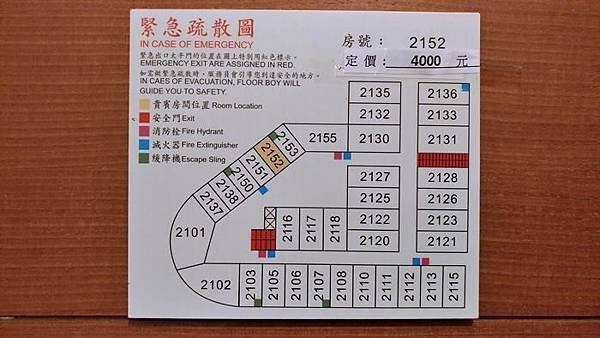 緊急疏散圖
IN CASE OF EMERGENCY
緊急出口太平門的位置在圖上特別用紅色標示。
EMERGENCY EXIT ARE ASSIGNED IN RED.
如需做緊急疏散時，服務員會引導您到達安全的地方。
IN CAES OF EVACUATION, FLOOR BOY WILL
GUIDE YOU TO SAFETY.
貴賓房間位置 Room Location
安全門 Exit
消防栓 Fire Hydrant
滅火器 Fire Extinguisher
緩降機 Escape Sling
房號： 2152
定價： 4000 元
2135
2132
2130
2136
2133
2131
2155
2153
2152
2151
2150
2138
2137
2101
2127
2125
2122
2120
2128
2126
2123
2121
2116
2117
2118
2102
2103
2105
2106
2107
2108
2110
2111
2112
2113
2115